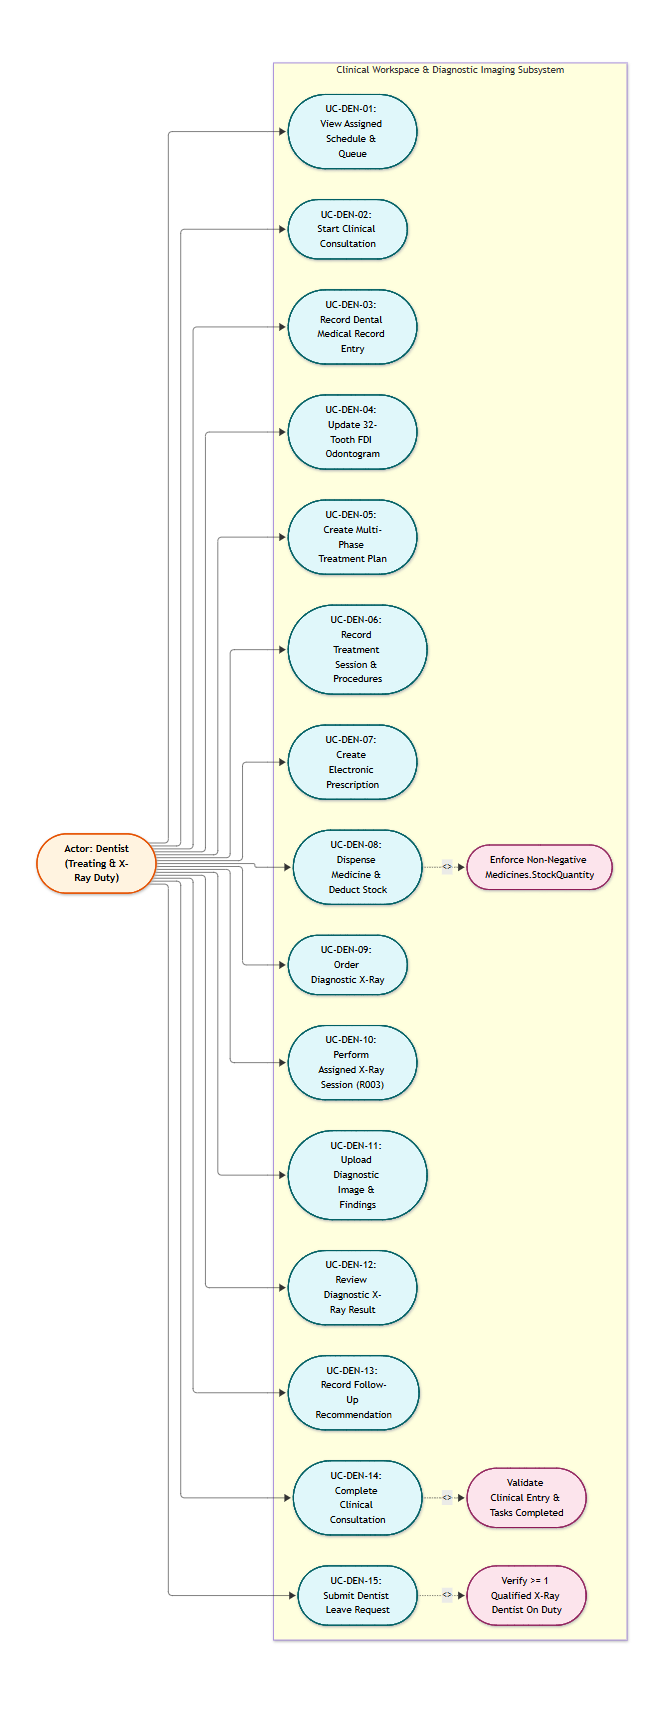 Clinical Workspace & Diagnostic Imaging Subsystem
UC-DEN-01:
View Assigned
Schedule &
Queue
UC-DEN-02:
Start Clinical
Consultation
UC-DEN-03:
Record Dental
Medical Record
Entry
UC-DEN-04:
Update 32-
Tooth FDI
Odontogram
UC-DEN-05:
Create Multi-
Phase
Treatment Plan
UC-DEN-06:
Record
Treatment
Session &
Procedures
UC-DEN-07:
Create
Electronic
Prescription
Actor: Dentist
(Treating & X-
Ray Duty)
UC-DEN-08:
Dispense
Medicine &
Deduct Stock
<>
Enforce Non-Negative
Medicines.StockQuantity
UC-DEN-09:
Order
Diagnostic X-Ray
UC-DEN-10:
Perform
Assigned X-Ray
Session (R003)
UC-DEN-11:
Upload
Diagnostic
Image &
Findings
UC-DEN-12:
Review
Diagnostic X-
Ray Result
UC-DEN-13:
Record Follow-
Up
Recommendation
UC-DEN-14:
Complete
Clinical
Consultation
<>
Validate
Clinical Entry &
Tasks Completed
UC-DEN-15:
Submit Dentist
Leave Request
<>
Verify >= 1
Qualified X-Ray
Dentist On Duty